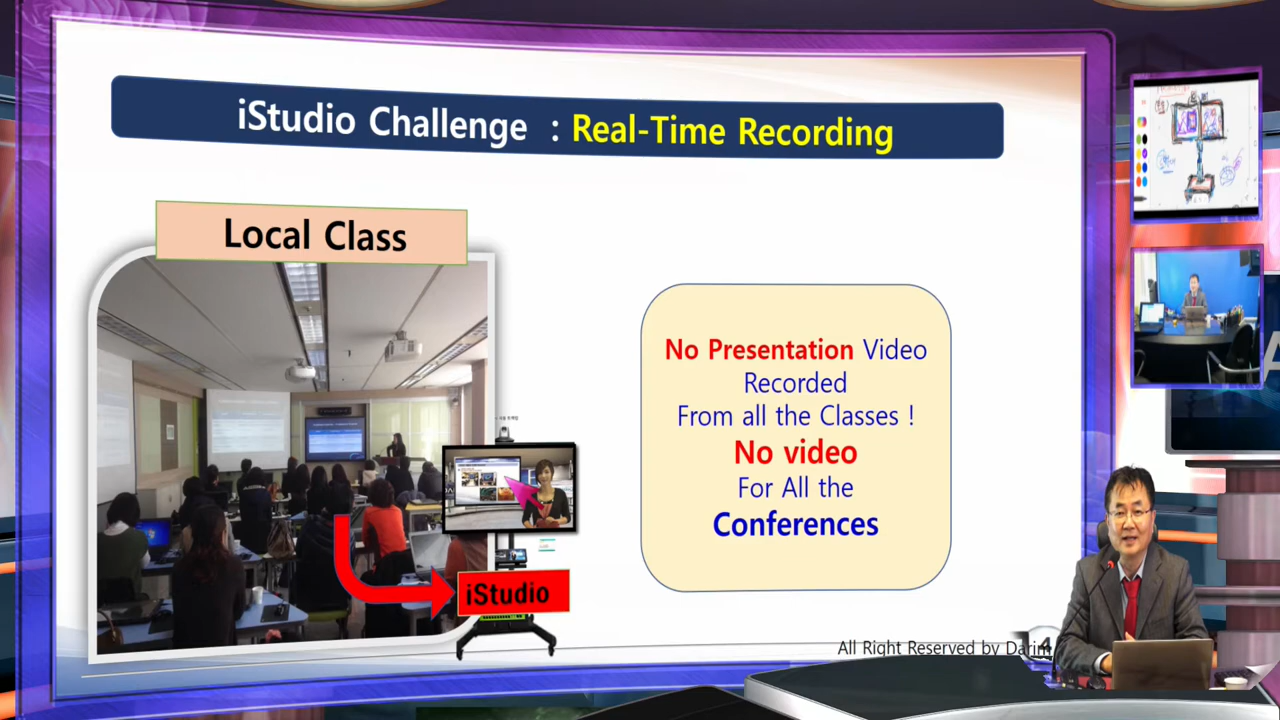 iStudio Challenge : Real-Time Recording
Local Class
No Presentation Video
Recorded
From all the Classes !
No video
For All the
Conferences
iStudio
All Right Reserved by Darim
14